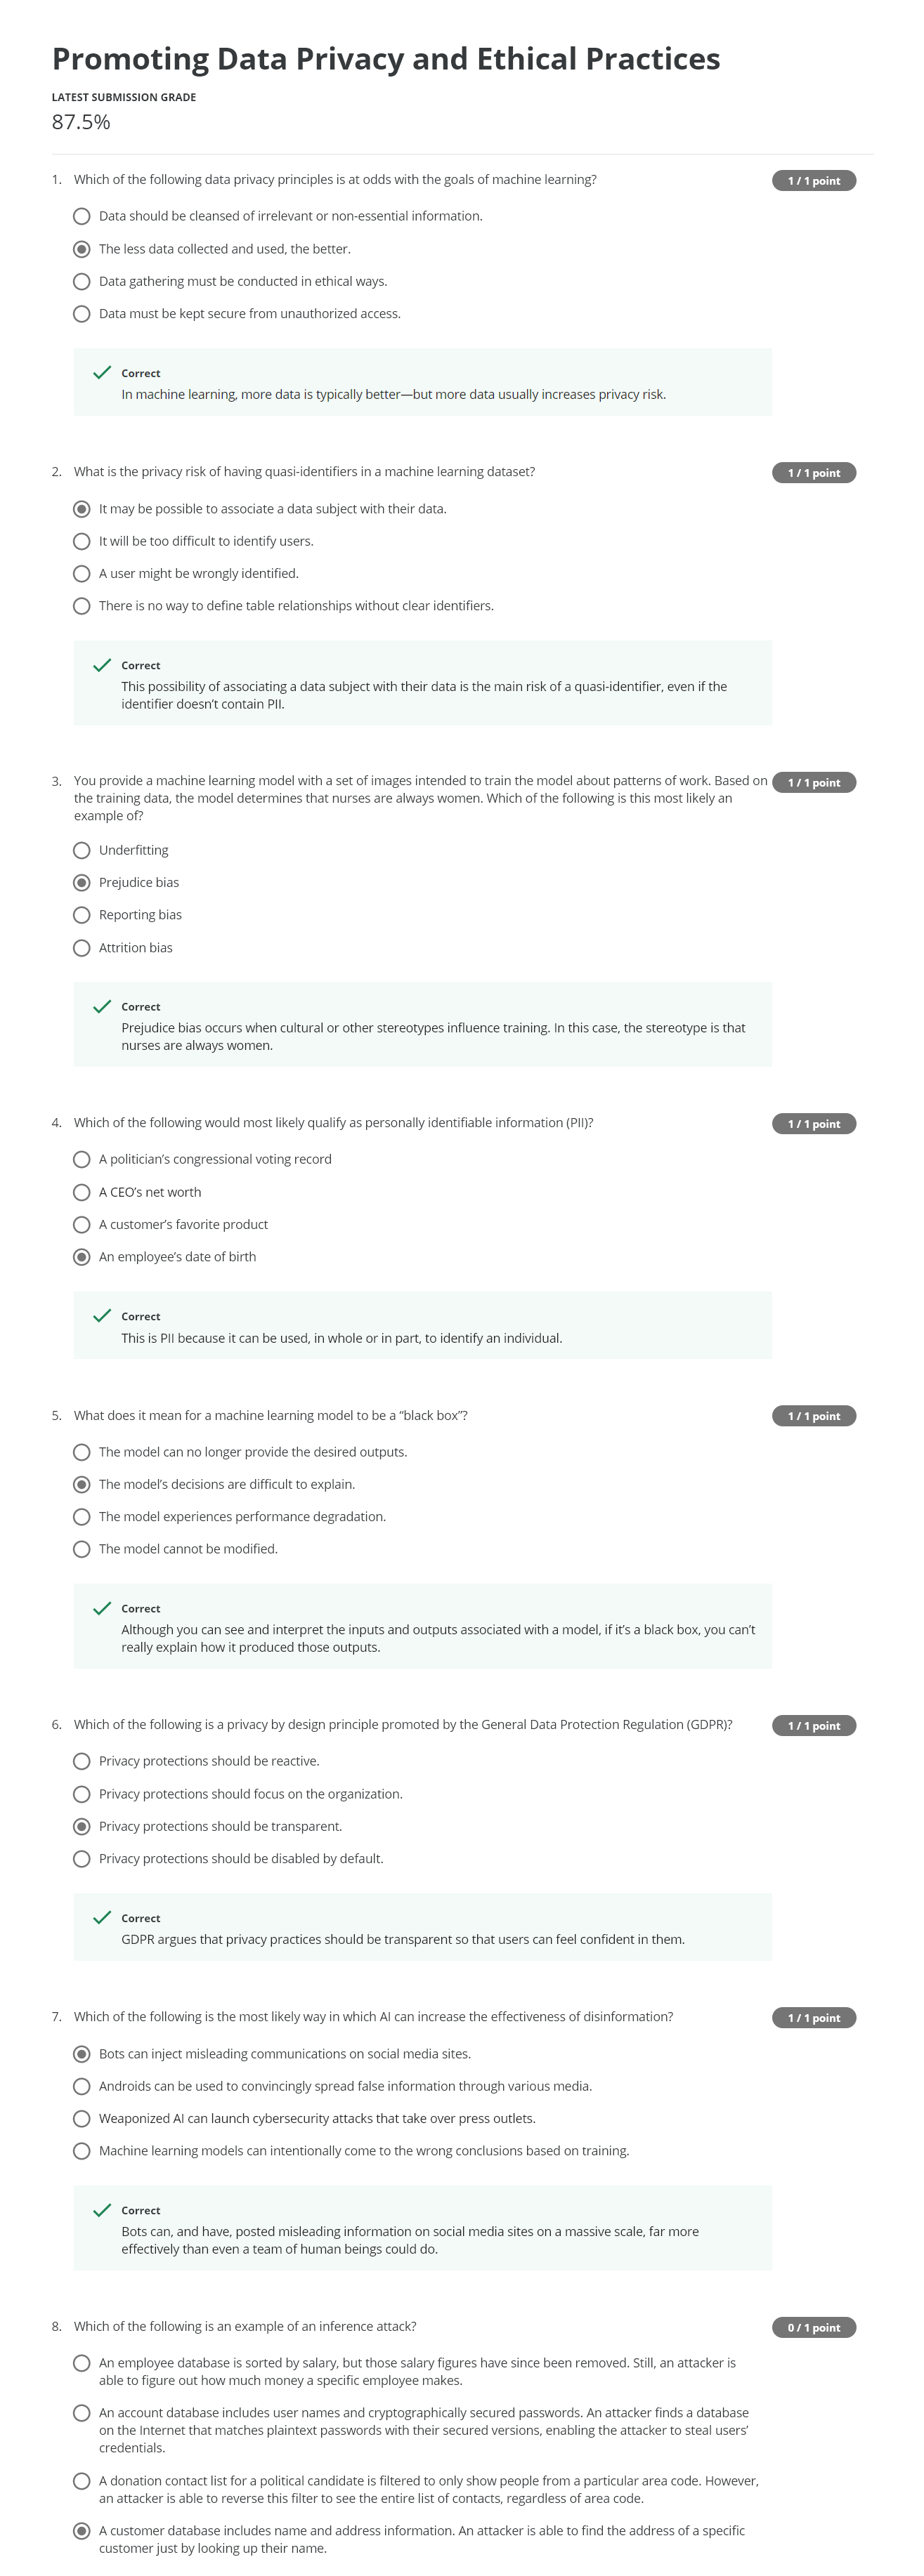 Promoting Data Privacy and Ethical Practices
LATEST SUBMISSION GRADE
87.5%
1. Which of the following data privacy principles is at odds with the goals of machine learning?
1 / 1 point
Data should be cleansed of irrelevant or non-essential information.
The less data collected and used, the better.
Data gathering must be conducted in ethical ways.
Data must be kept secure from unauthorized access.
Correct
In machine learning, more data is typically better—but more data usually increases privacy risk.
2. What is the privacy risk of having quasi-identifiers in a machine learning dataset?
1 / 1 point
It may be possible to associate a data subject with their data.
It will be too difficult to identify users.
A user might be wrongly identified.
There is no way to define table relationships without clear identifiers.
Correct
This possibility of associating a data subject with their data is the main risk of a quasi-identifier, even if the
identifier doesn’t contain PII.
3. You provide a machine learning model with a set of images intended to train the model about patterns of work. Based on
1 / 1 point
the training data, the model determines that nurses are always women. Which of the following is this most likely an
example of?
Underfitting
Prejudice bias
Reporting bias
Attrition bias
Correct
Prejudice bias occurs when cultural or other stereotypes influence training. In this case, the stereotype is that
nurses are always women.
4. Which of the following would most likely qualify as personally identifiable information (PII)?
1 / 1 point
A politician’s congressional voting record
A CEO’s net worth
A customer’s favorite product
An employee’s date of birth
Correct
This is PII because it can be used, in whole or in part, to identify an individual.
5. What does it mean for a machine learning model to be a “black box”?
1 / 1 point
The model can no longer provide the desired outputs.
The model’s decisions are difficult to explain.
The model experiences performance degradation.
The model cannot be modified.
Correct
Although you can see and interpret the inputs and outputs associated with a model, if it’s a black box, you can’t
really explain how it produced those outputs.
6. Which of the following is a privacy by design principle promoted by the General Data Protection Regulation (GDPR)?
1 / 1 point
Privacy protections should be reactive.
Privacy protections should focus on the organization.
Privacy protections should be transparent.
Privacy protections should be disabled by default.
Correct
GDPR argues that privacy practices should be transparent so that users can feel confident in them.
7. Which of the following is the most likely way in which AI can increase the effectiveness of disinformation?
1 / 1 point
Bots can inject misleading communications on social media sites.
Androids can be used to convincingly spread false information through various media.
Weaponized AI can launch cybersecurity attacks that take over press outlets.
Machine learning models can intentionally come to the wrong conclusions based on training.
Correct
Bots can, and have, posted misleading information on social media sites on a massive scale, far more
effectively than even a team of human beings could do.
8. Which of the following is an example of an inference attack?
0 / 1 point
An employee database is sorted by salary, but those salary figures have since been removed. Still, an attacker is
able to figure out how much money a specific employee makes.
An account database includes user names and cryptographically secured passwords. An attacker finds a database
on the Internet that matches plaintext passwords with their secured versions, enabling the attacker to steal users’
credentials.
A donation contact list for a political candidate is filtered to only show people from a particular area code. However,
an attacker is able to reverse this filter to see the entire list of contacts, regardless of area code.
A customer database includes name and address information. An attacker is able to find the address of a specific
customer just by looking up their name.